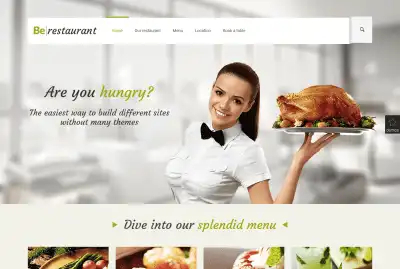 Be|restaurant
Home Our restaurant Menu Location Book a table
Are you hungry?
The easiest way to build different sites
without many themes
Dive into our splendid menu